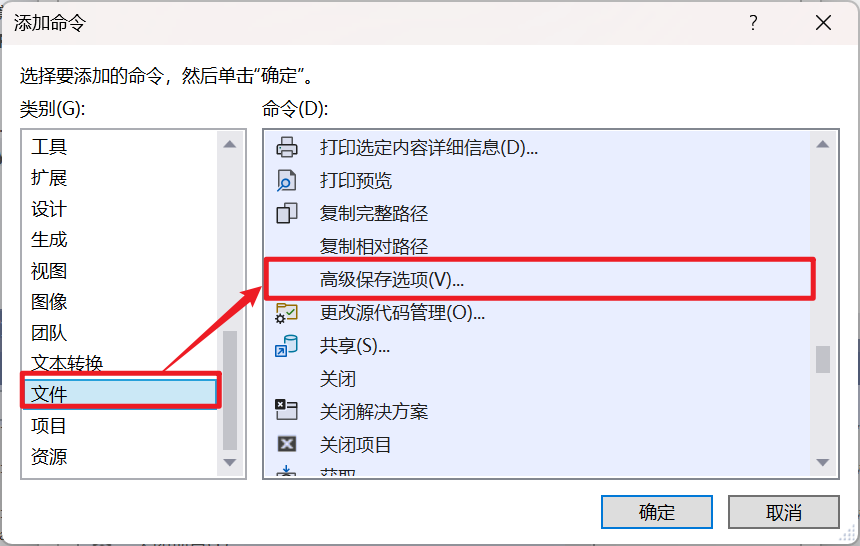 添加命令
?
选择要添加的命令，然后单击“确定”。
类别(G):
命令(D):
工具
扩展
设计
生成
视图
图像
团队
文本转换
文件
项目
资源
打印选定内容详细信息(D)...
打印预览
复制完整路径
复制相对路径
高级保存选项(V)...
更改源代码管理(O)...
共享(S)...
关闭
关闭解决方案
关闭项目
获取
确定
取消